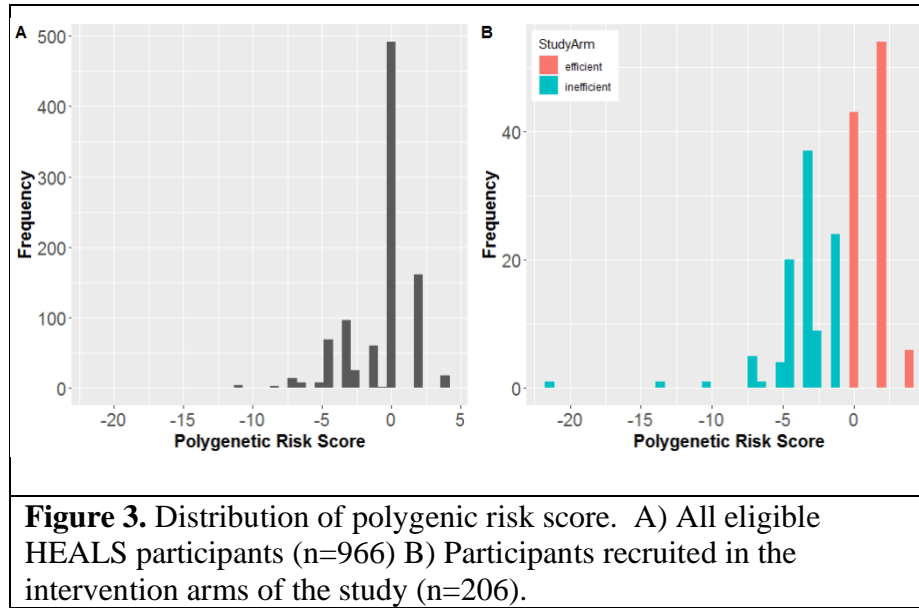 A
500
400
300
200
100
0
Frequency
-20
-15
-10
-5
0
5
Polygenetic Risk Score
B
StudyArm
efficient
inefficient
40
20
0
Frequency
-20
-15
-10
-5
0
Polygenetic Risk Score
Figure 3. Distribution of polygenic risk score. A) All eligible
HEALS participants (n=966) B) Participants recruited in the
intervention arms of the study (n=206).